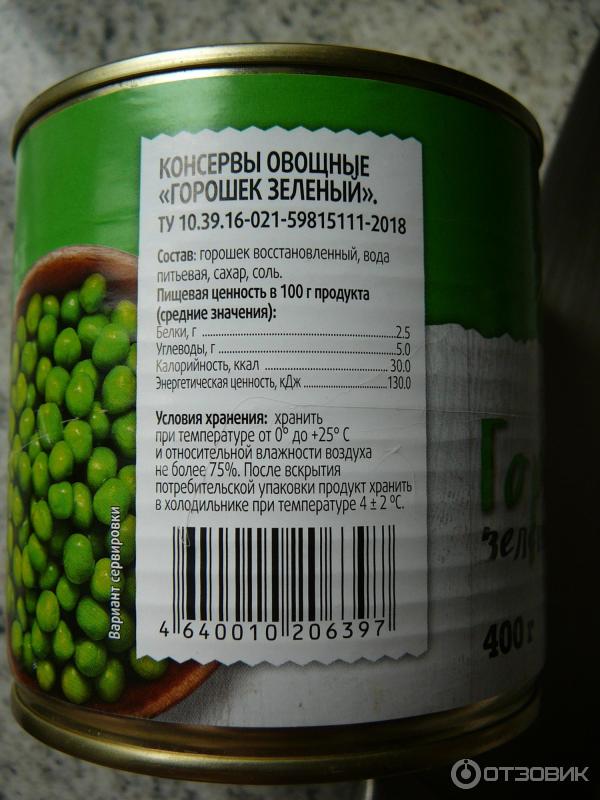 КОНСЕРВЫ ОВОЩНЫЕ
«ГОРОШЕК ЗЕЛЕНЫЙ».
ТУ 10.39.16-021-59815111-2018
Состав: горошек восстановленный, вода
питьевая, сахар, соль.
Пищевая ценность в 100 г продукта
(средние значения):
Белки, г 2.5
Углеводы, г 5.0
Калорийность, ккал 30.0
Энергетическая ценность, кДж 130.0
Условия хранения: хранить
при температуре от 0° до +25° С
и относительной влажности воздуха
не более 75%. После вскрытия
потребительской упаковки продукт хранить
в холодильнике при температуре 4 ± 2 °С.
4 640010 206397
Вариант сервировки
Гор
зеле
400 г
ОТЗОВИК